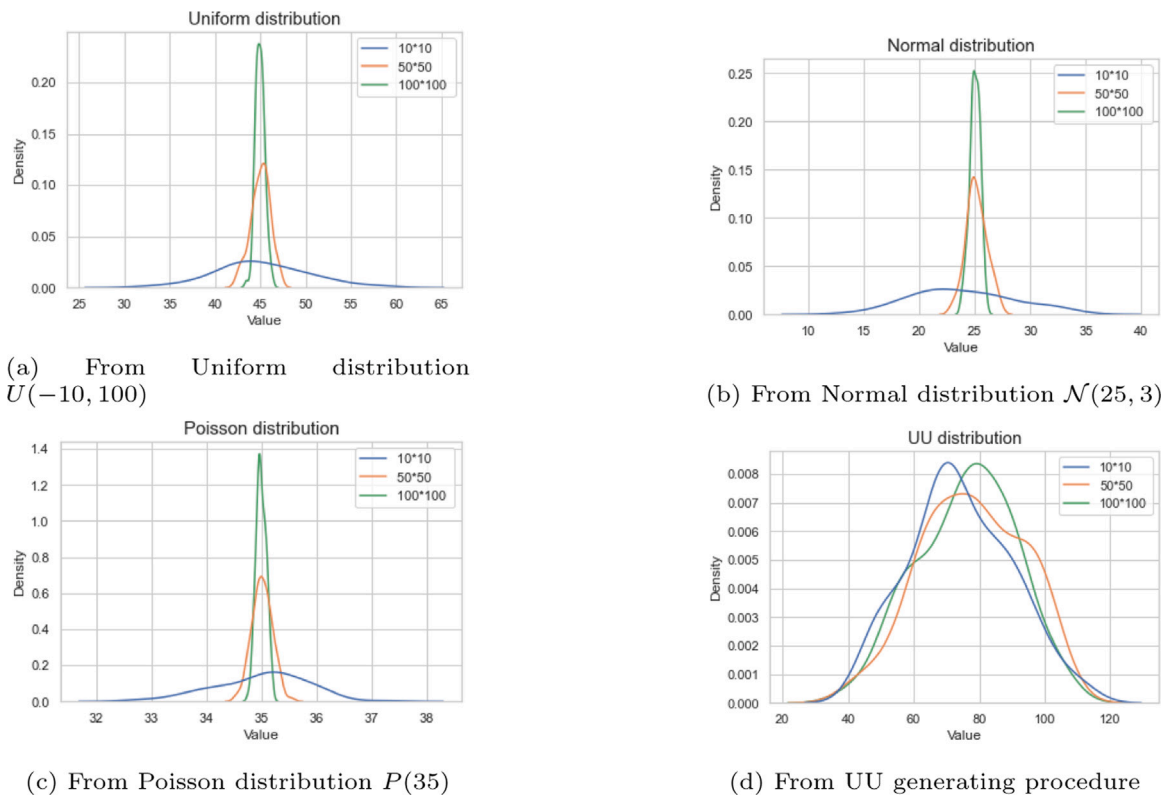 Uniform distribution
10*10
50*50
100*100
0.20
0.15
0.10
0.05
0.00
Density
25 30 35 40 45 50 55 60 65
Value
(a) From Uniform distribution
U(−10, 100)
Normal distribution
10*10
50*50
100*100
0.25
0.20
0.15
0.10
0.05
0.00
Density
10 15 20 25 30 35 40
Value
(b) From Normal distribution 𝒩(25, 3)
Poisson distribution
10*10
50*50
100*100
1.4
1.2
1.0
0.8
0.6
0.4
0.2
0.0
Density
32 33 34 35 36 37 38
Value
(c) From Poisson distribution P(35)
UU distribution
10*10
50*50
100*100
0.008
0.007
0.006
0.005
0.004
0.003
0.002
0.001
0.000
Density
20 40 60 80 100 120
Value
(d) From UU generating procedure